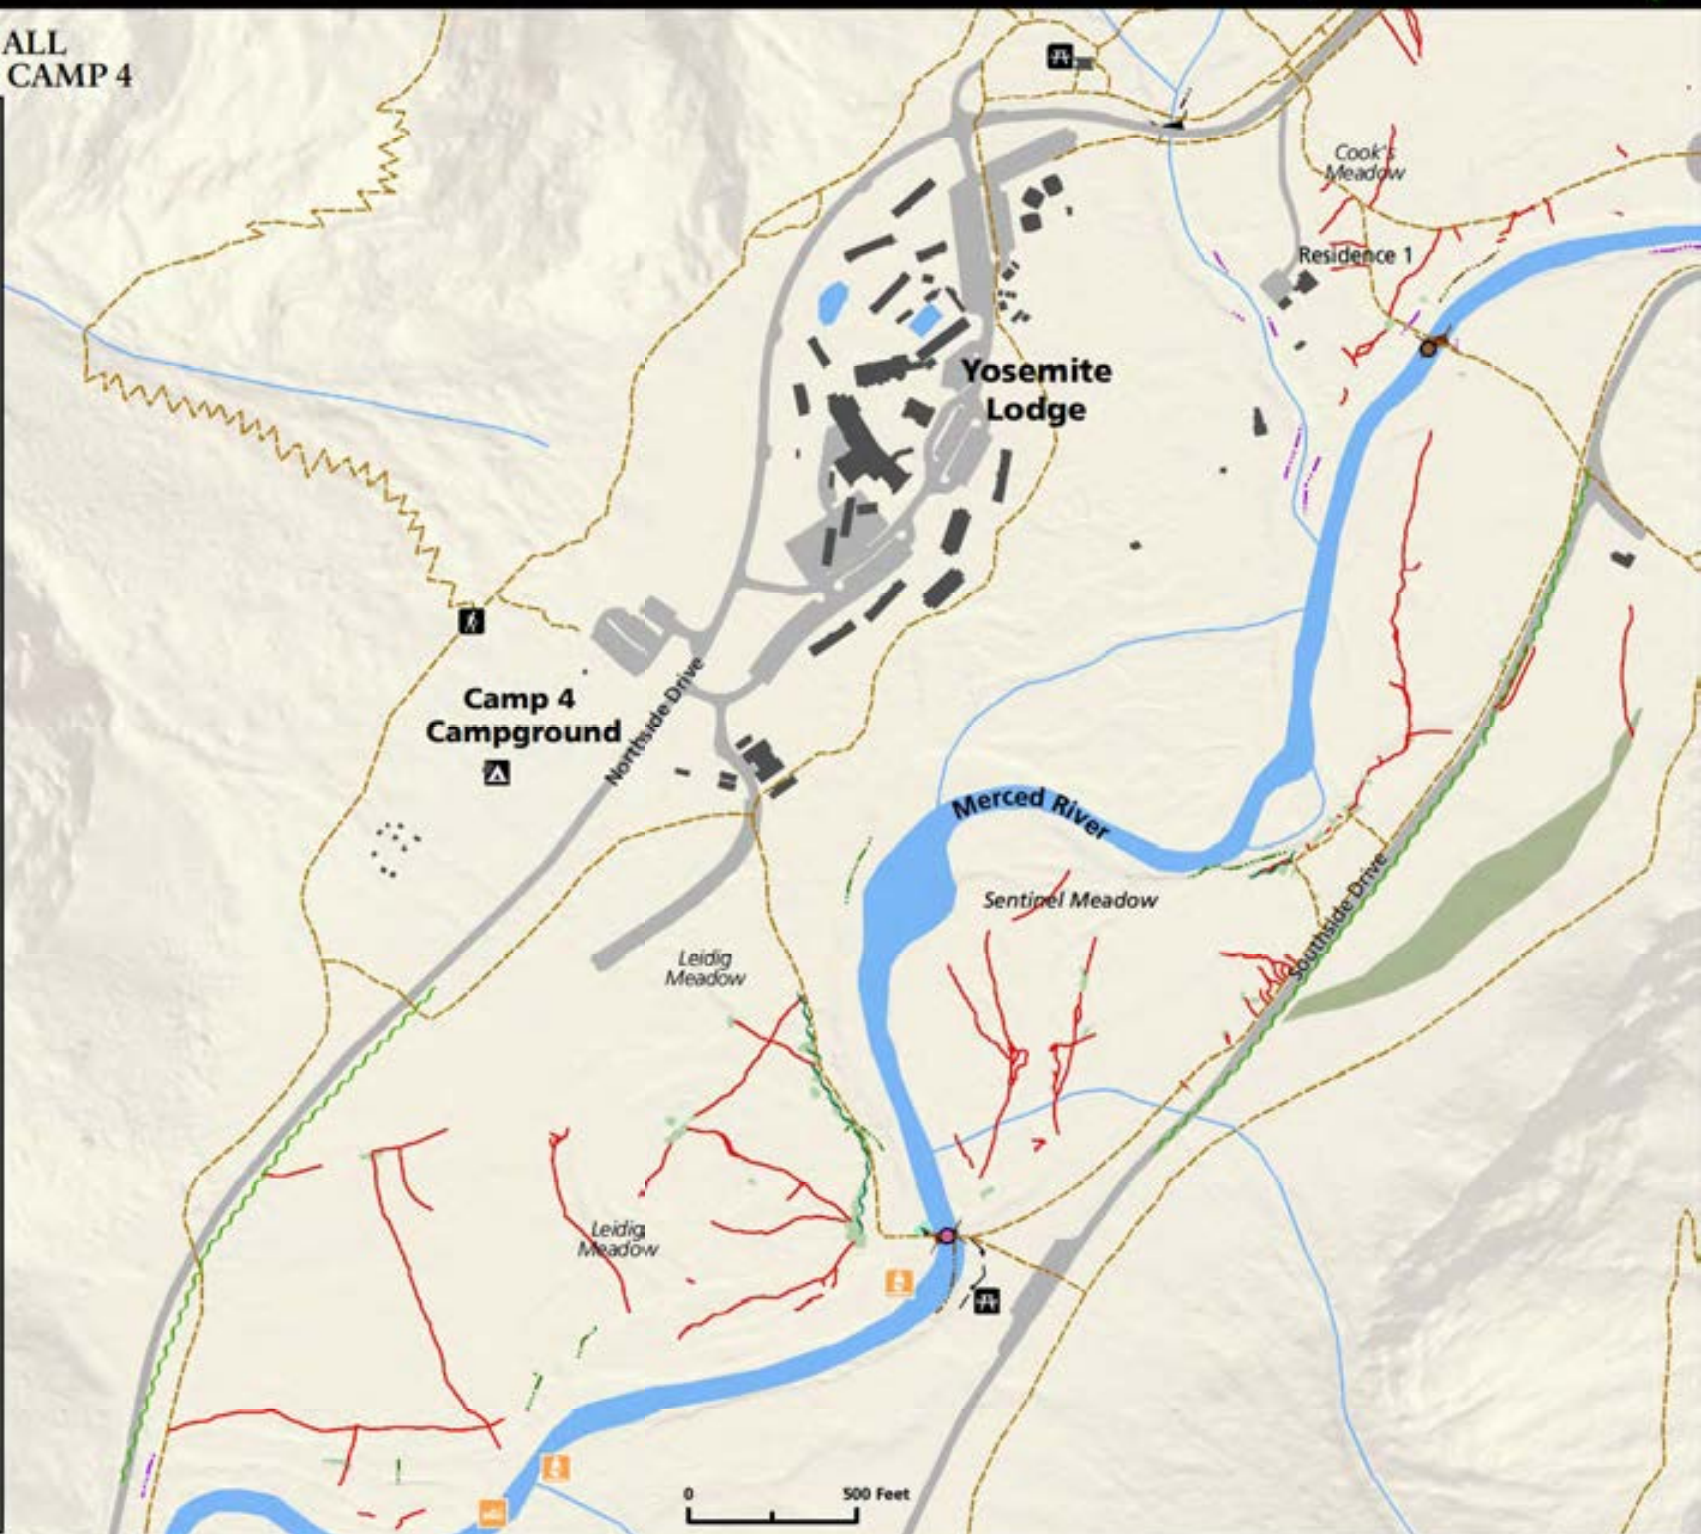 ALL
CAMP 4
Cook's
Meadow
Residence 1
Yosemite
Lodge
Camp 4
Campground
Northside Drive
Merced River
Sentinel Meadow
Southside Drive
Leidig
Meadow
Leidig
Meadow
0 500 Feet